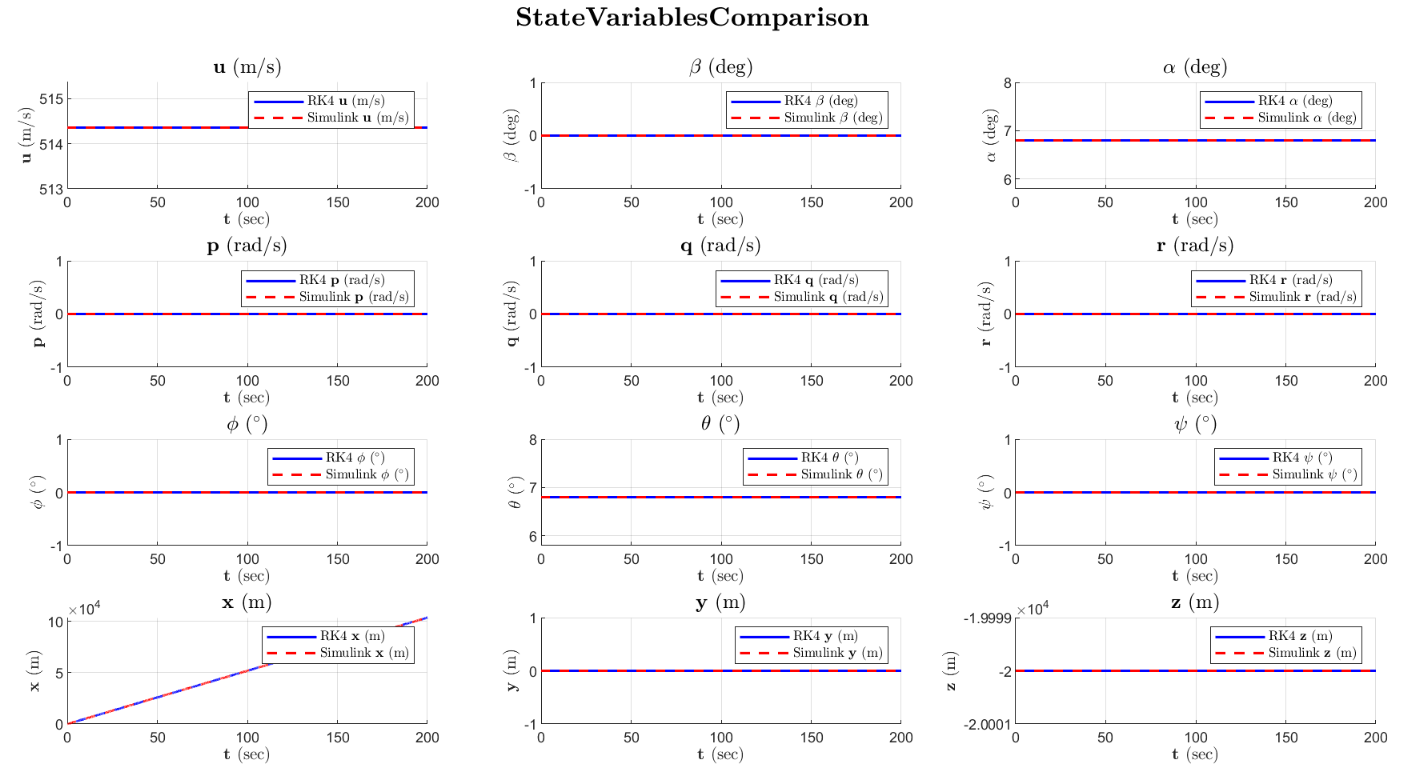 StateVariablesComparison
u (m/s)
u (m/s)
515
514
513
RK4 u (m/s)
Simulink u (m/s)
0 50 100 150 200
t (sec)
β (deg)
β (deg)
1
0
-1
RK4 β (deg)
Simulink β (deg)
0 50 100 150 200
t (sec)
α (deg)
α (deg)
8
7
6
RK4 α (deg)
Simulink α (deg)
0 50 100 150 200
t (sec)
p (rad/s)
p (rad/s)
1
0
-1
RK4 p (rad/s)
Simulink p (rad/s)
0 50 100 150 200
t (sec)
q (rad/s)
q (rad/s)
1
0
-1
RK4 q (rad/s)
Simulink q (rad/s)
0 50 100 150 200
t (sec)
r (rad/s)
r (rad/s)
1
0
-1
RK4 r (rad/s)
Simulink r (rad/s)
0 50 100 150 200
t (sec)
ϕ (°)
ϕ (°)
1
0
-1
RK4 ϕ (°)
Simulink ϕ (°)
0 50 100 150 200
t (sec)
θ (°)
θ (°)
8
7
6
RK4 θ (°)
Simulink θ (°)
0 50 100 150 200
t (sec)
ψ (°)
ψ (°)
1
0
-1
RK4 ψ (°)
Simulink ψ (°)
0 50 100 150 200
t (sec)
x (m)
×10⁴
x (m)
10
5
0
RK4 x (m)
Simulink x (m)
0 50 100 150 200
t (sec)
y (m)
y (m)
1
0
-1
RK4 y (m)
Simulink y (m)
0 50 100 150 200
t (sec)
z (m)
×10⁴
z (m)
-1.9999
-2
-2.0001
RK4 z (m)
Simulink z (m)
0 50 100 150 200
t (sec)